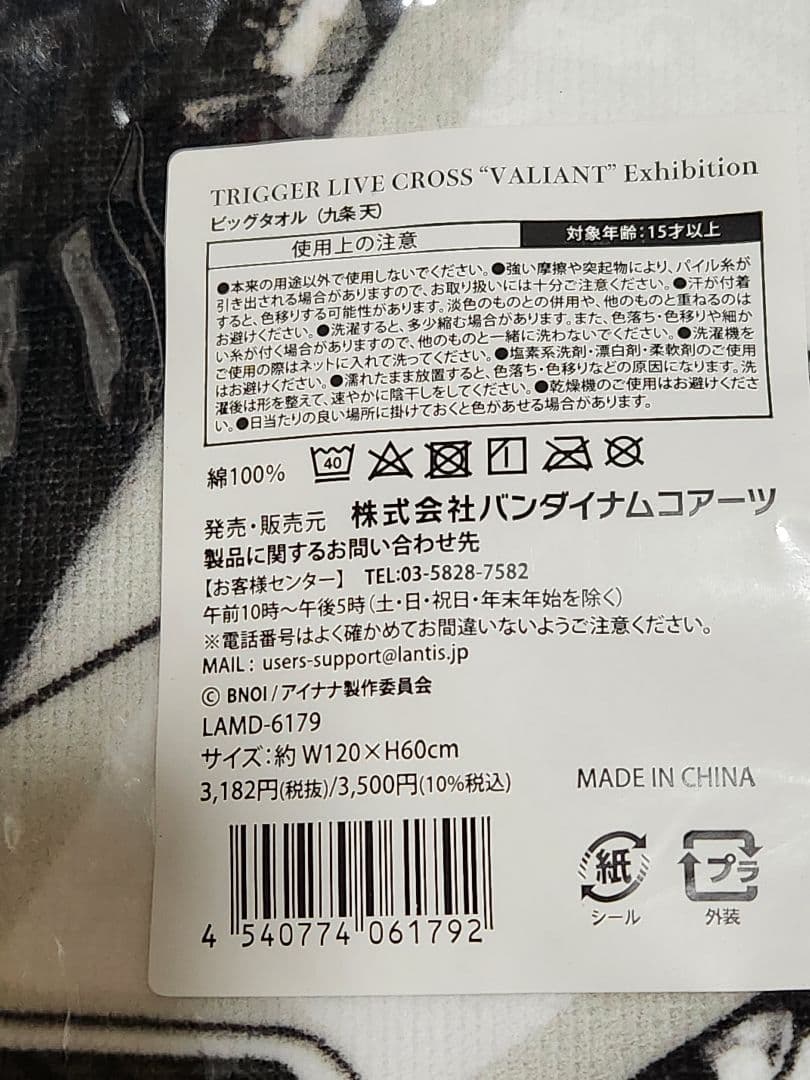 TRIGGER LIVE CROSS “VALIANT” Exhibition
ビッグタオル（九条 天）
使用上の注意
対象年齢：15才以上
●本来の用途以外で使用しないでください。●強い摩擦や突起物により、パイル糸が
引き出される場合がありますので、お取り扱いには十分ご注意ください。●汗が付着
すると、色移りする可能性があります。淡色のものとの併用や、他のものと重ねるのは
お避けください。●洗濯すると、多少縮む場合があります。また、色落ち・色移りや細か
い糸が付く場合がありますので、他のものと一緒に洗わないでください。●洗濯機を
ご使用の際はネットに入れて洗ってください。●塩素系洗剤・漂白剤・柔軟剤のご使用
はお避けください。●濡れたまま放置すると、色落ち・色移りなどの原因になります。洗
濯後は形を整えて、速やかに陰干しをしてください。●乾燥機のご使用はお避けくださ
い。●日当たりの良い場所に掛けておくと色があせる場合があります。
綿100%
40
発売・販売元 株式会社バンダイナムコアーツ
製品に関するお問い合わせ先
【お客様センター】 TEL:03-5828-7582
午前10時～午後5時（土・日・祝日・年末年始を除く）
※電話番号はよく確かめてお間違いないようご注意ください。
MAIL : users-support@lantis.jp
© BNOI/アイナナ製作委員会
LAMD-6179
サイズ：約 W120×H60cm
3,182円(税抜)/3,500円(10%税込)
MADE IN CHINA
4 540774 061792
紙
シール
プラ
外装